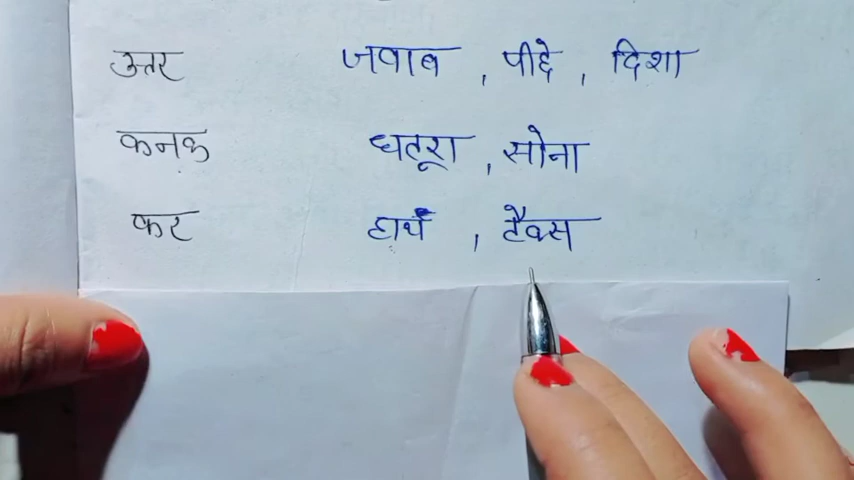 उत्तर जवाब , पीछे , दिशा
कनक धतूरा , सोना
कर हाथ , टैक्स